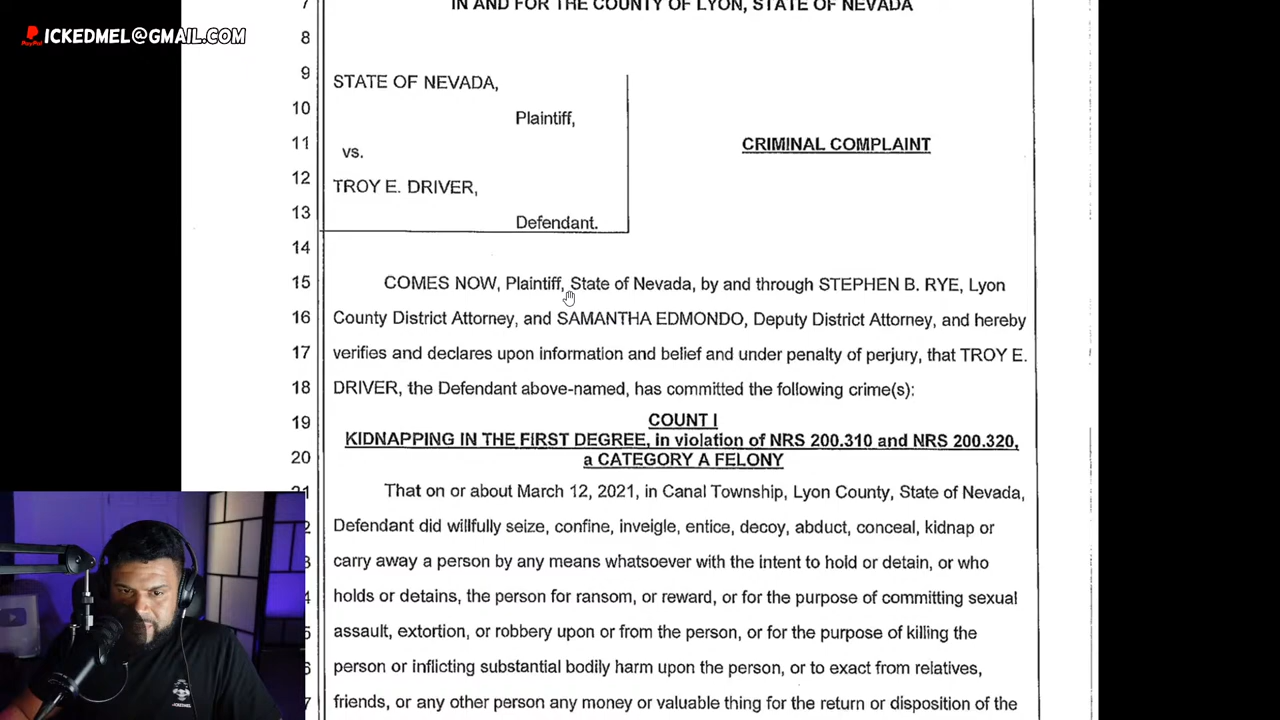 IN AND FOR THE COUNTY OF LYON, STATE OF NEVADA
PayPal
ICKEDMEL@GMAIL.COM
7
8
9
STATE OF NEVADA,
10
Plaintiff,
11
CRIMINAL COMPLAINT
vs.
12
TROY E. DRIVER,
13
Defendant.
14
15 COMES NOW, Plaintiff, State of Nevada, by and through STEPHEN B. RYE, Lyon
16 County District Attorney, and SAMANTHA EDMONDO, Deputy District Attorney, and hereby
17 verifies and declares upon information and belief and under penalty of perjury, that TROY E.
18 DRIVER, the Defendant above-named, has committed the following crime(s):
19 COUNT I
KIDNAPPING IN THE FIRST DEGREE, in violation of NRS 200.310 and NRS 200.320,
20 a CATEGORY A FELONY
That on or about March 12, 2021, in Canal Township, Lyon County, State of Nevada,
Defendant did willfully seize, confine, inveigle, entice, decoy, abduct, conceal, kidnap or
carry away a person by any means whatsoever with the intent to hold or detain, or who
holds or detains, the person for ransom, or reward, or for the purpose of committing sexual
assault, extortion, or robbery upon or from the person, or for the purpose of killing the
person or inflicting substantial bodily harm upon the person, or to exact from relatives,
friends, or any other person any money or valuable thing for the return or disposition of the